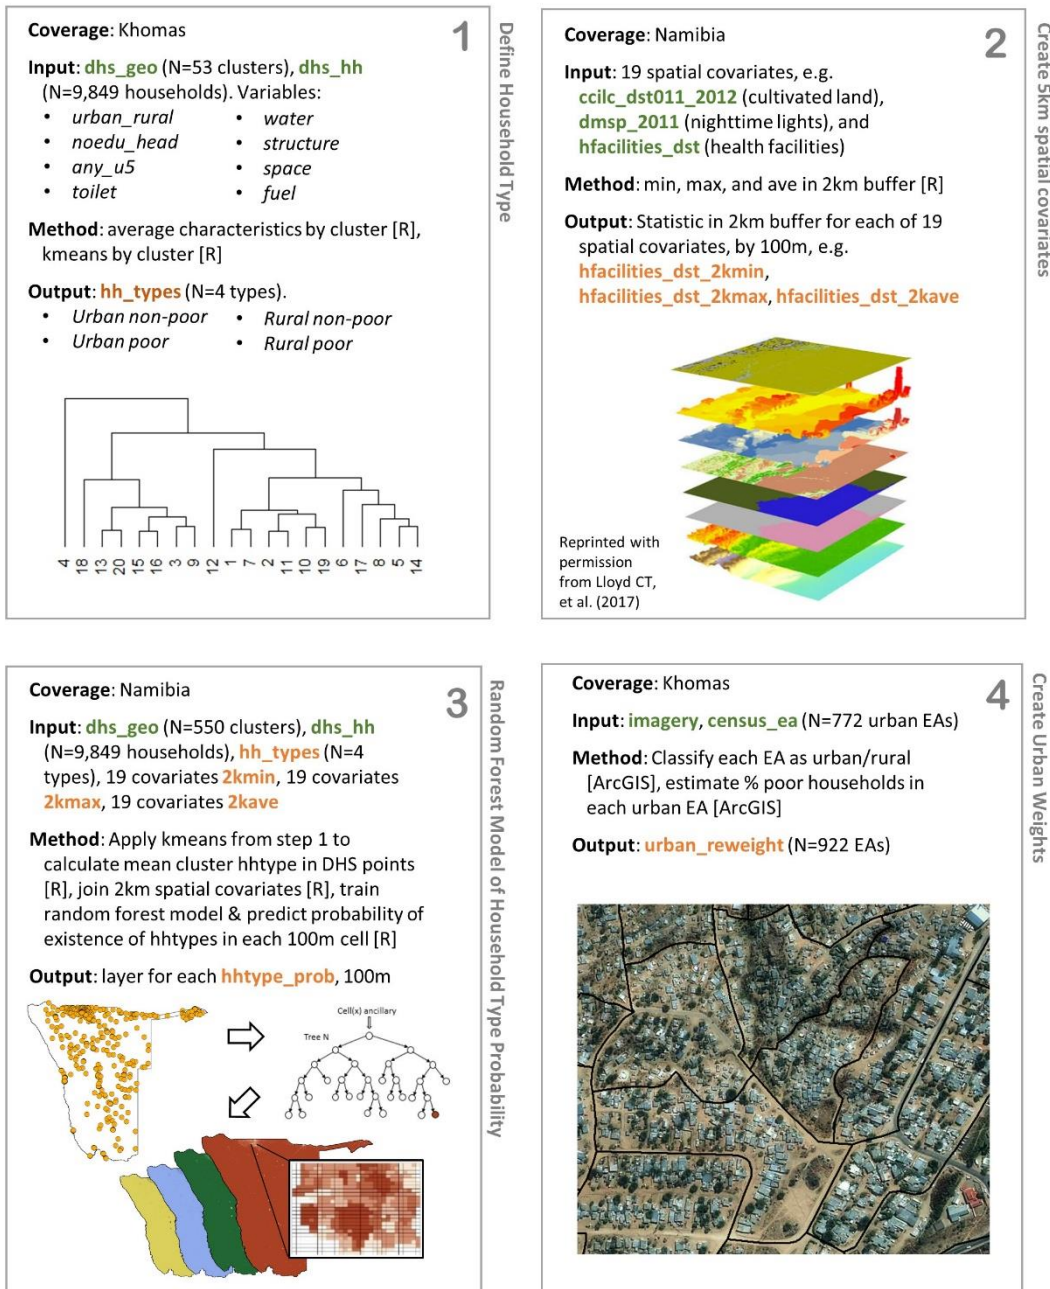 Coverage: Khomas
1
Input: dhs_geo (N=53 clusters), dhs_hh
(N=9,849 households). Variables:
• urban_rural
• noedu_head
• any_u5
• toilet
• water
• structure
• space
• fuel
Method: average characteristics by cluster [R],
kmeans by cluster [R]
Output: hh_types (N=4 types).
• Urban non-poor
• Urban poor
• Rural non-poor
• Rural poor
4 18 13 20 15 16 3 9 12 1 7 2 11 10 19 6 17 8 5 14
Define Household Type
Coverage: Namibia
2
Input: 19 spatial covariates, e.g.
ccilc_dst011_2012 (cultivated land),
dmsp_2011 (nighttime lights), and
hfacilities_dst (health facilities)
Method: min, max, and ave in 2km buffer [R]
Output: Statistic in 2km buffer for each of 19
spatial covariates, by 100m, e.g.
hfacilities_dst_2kmin,
hfacilities_dst_2kmax, hfacilities_dst_2kave
Reprinted with
permission
from Lloyd CT,
et al. (2017)
Create 5km spatial covariates
Coverage: Namibia
3
Input: dhs_geo (N=550 clusters), dhs_hh
(N=9,849 households), hh_types (N=4
types), 19 covariates 2kmin, 19 covariates
2kmax, 19 covariates 2kave
Method: Apply kmeans from step 1 to
calculate mean cluster hhtype in DHS points
[R], join 2km spatial covariates [R], train
random forest model & predict probability of
existence of hhtypes in each 100m cell [R]
Output: layer for each hhtype_prob, 100m
Cell(x) ancillary
Tree N
Random Forest Model of Household Type Probability
Coverage: Khomas
4
Input: imagery, census_ea (N=772 urban EAs)
Method: Classify each EA as urban/rural
[ArcGIS], estimate % poor households in
each urban EA [ArcGIS]
Output: urban_reweight (N=922 EAs)
Create Urban Weights